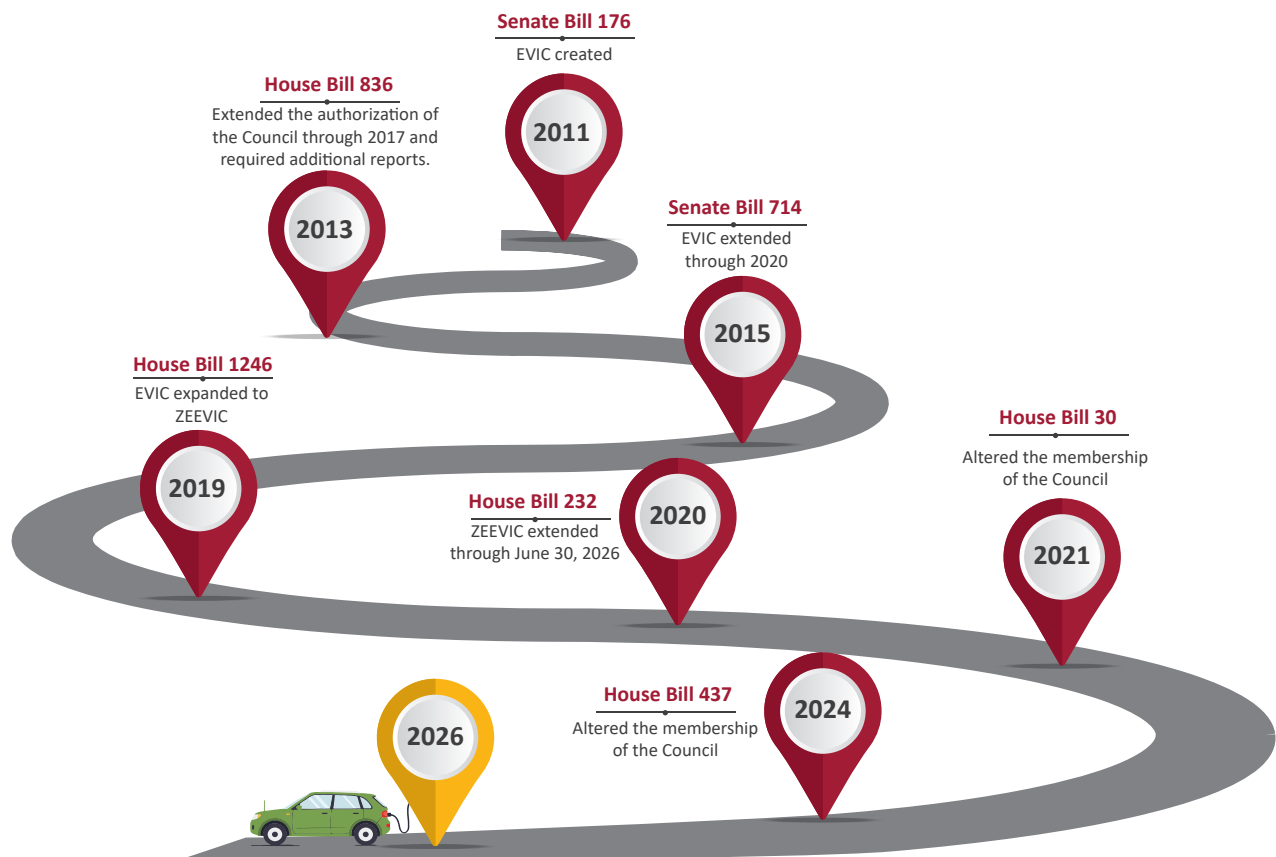 Senate Bill 176
EVIC created
2011
House Bill 836
Extended the authorization of
the Council through 2017 and
required additional reports.
2013
Senate Bill 714
EVIC extended
through 2020
2015
House Bill 1246
EVIC expanded to
ZEEVIC
2019
House Bill 232
ZEEVIC extended
through June 30, 2026
2020
House Bill 30
Altered the membership
of the Council
2021
House Bill 437
Altered the membership
of the Council
2024
2026